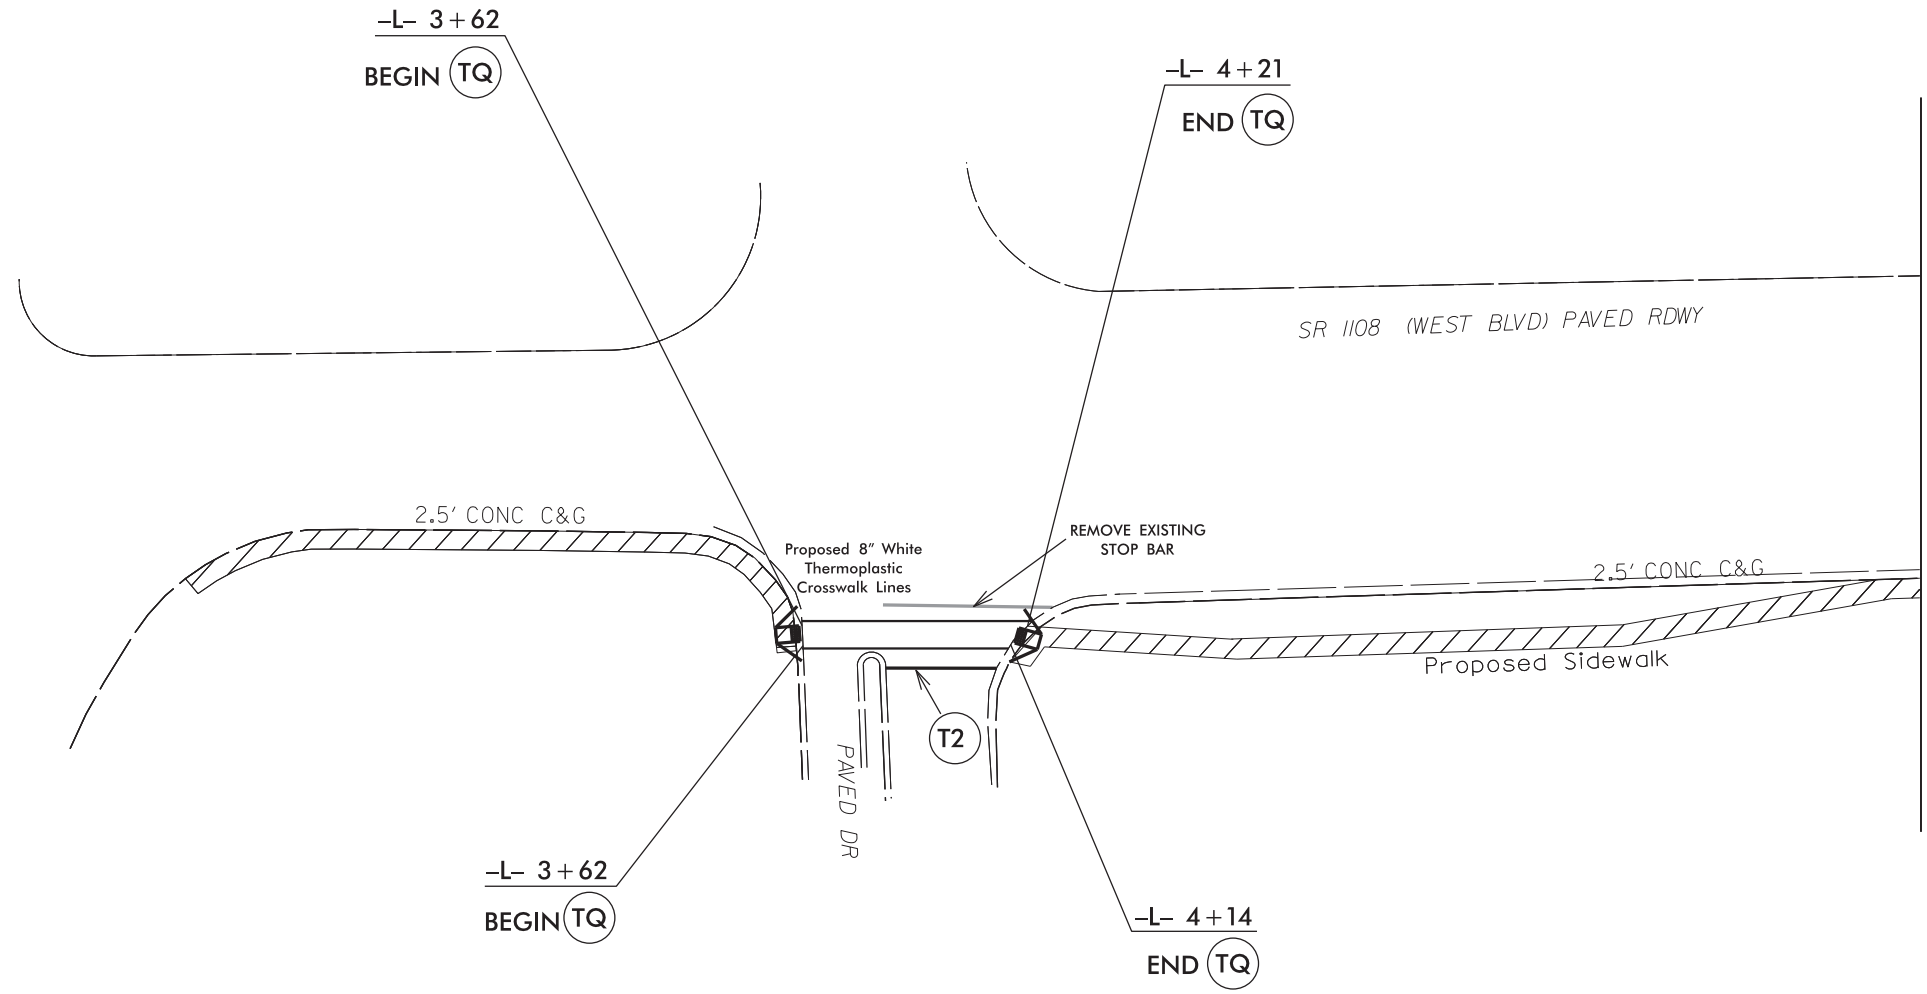 –L– 3+62
BEGIN TQ
–L– 4+21
END TQ
SR 1108 (WEST BLVD) PAVED RDWY
2.5' CONC C&G
Proposed 8" White
Thermoplastic
Crosswalk Lines
REMOVE EXISTING
STOP BAR
2.5' CONC C&G
Proposed Sidewalk
T2
PAVED DR
–L– 3+62
BEGIN TQ
–L– 4+14
END TQ